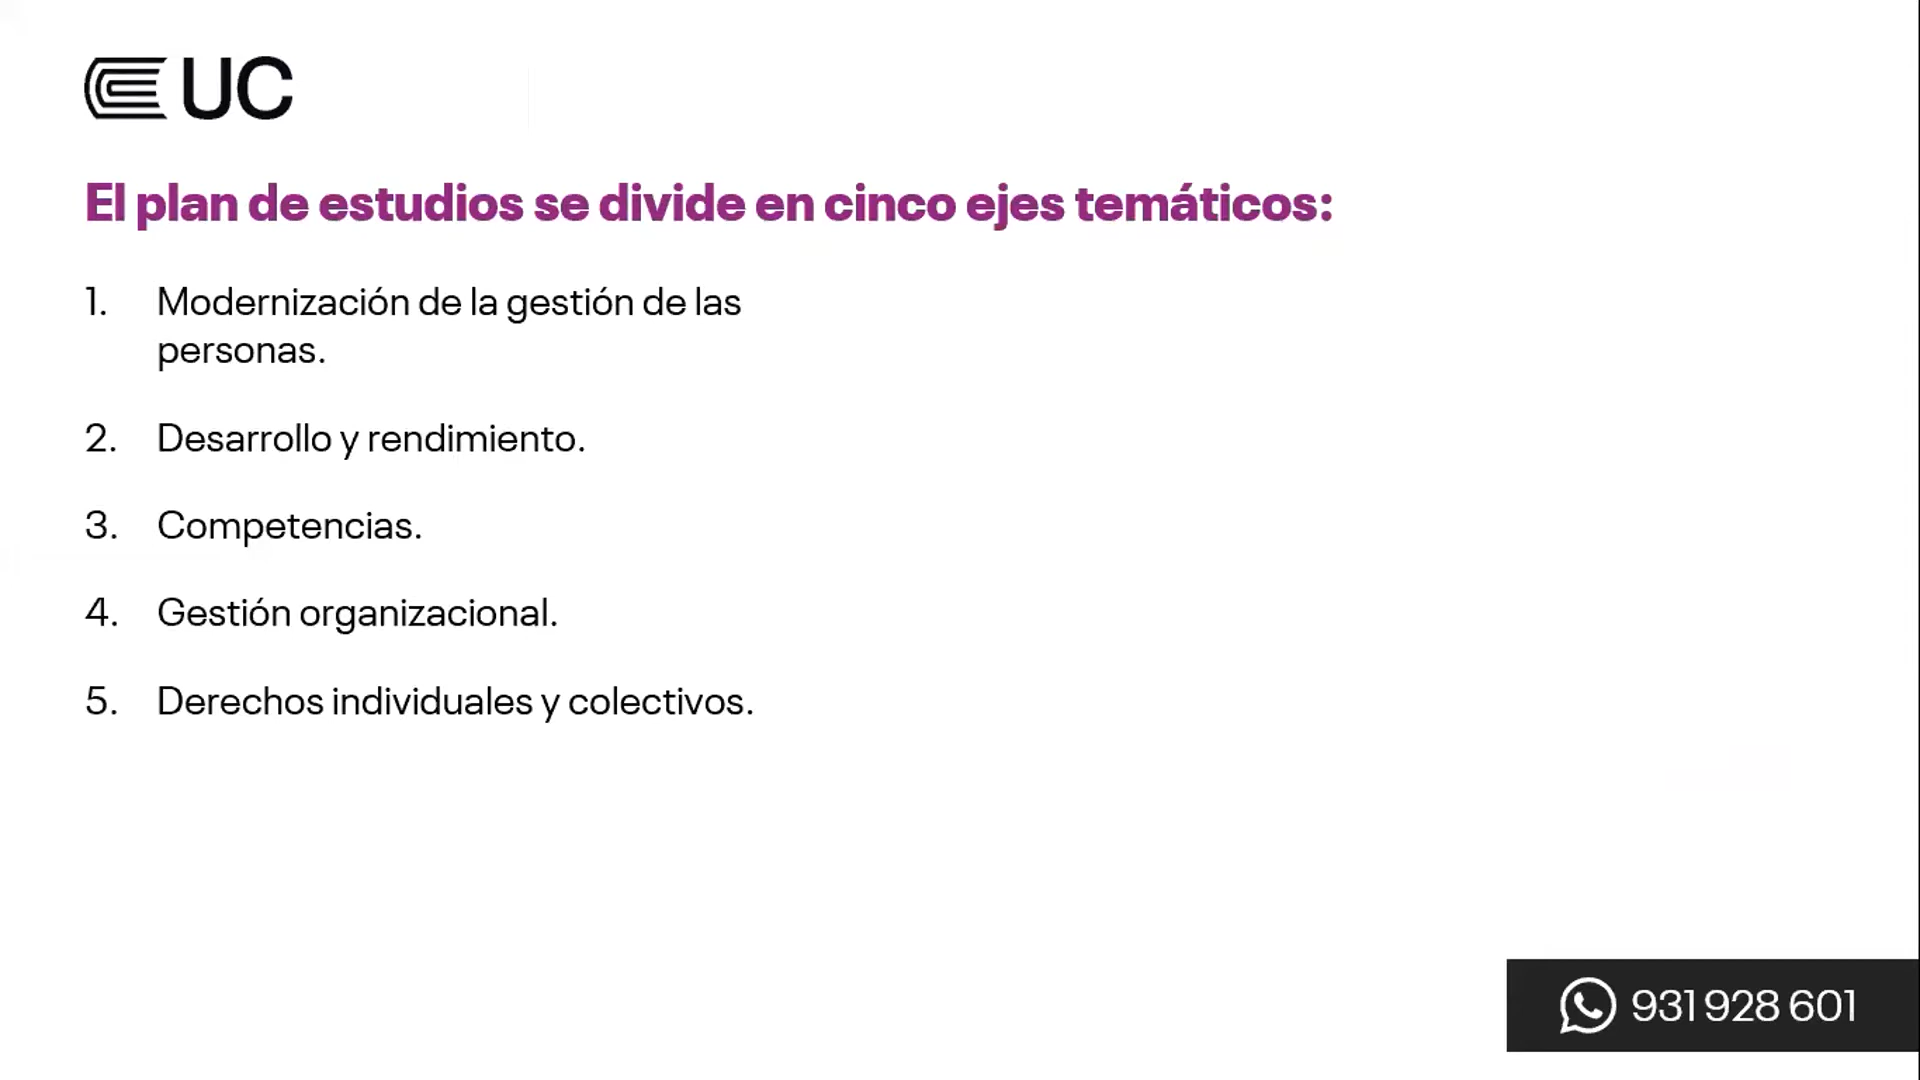 UC
El plan de estudios se divide en cinco ejes temáticos:
1. Modernización de la gestión de las
personas.
2. Desarrollo y rendimiento.
3. Competencias.
4. Gestión organizacional.
5. Derechos individuales y colectivos.
931 928 601